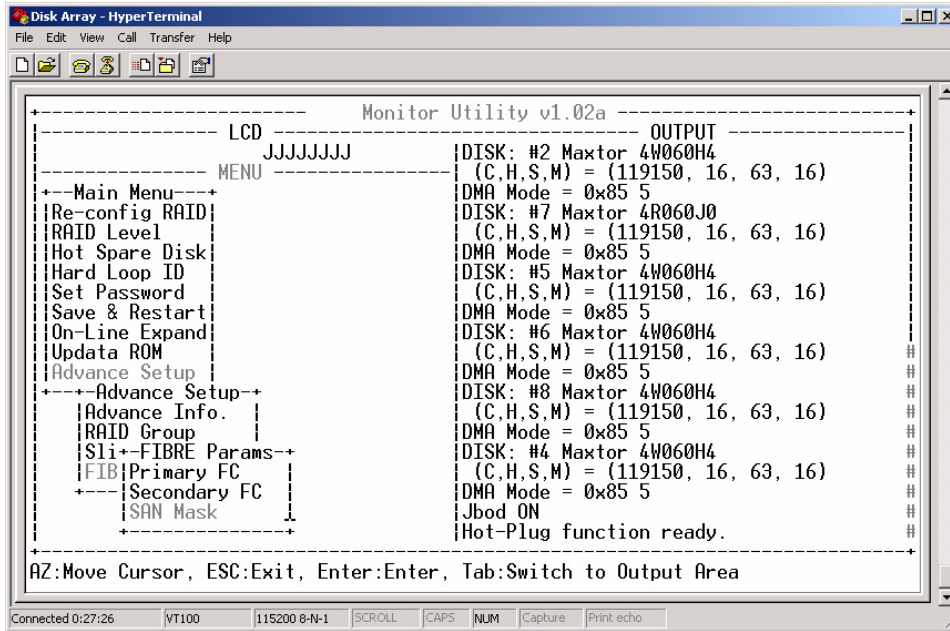 Disk Array - HyperTerminal
File Edit View Call Transfer Help
Monitor Utility v1.02a
LCD
OUTPUT
JJJJJJJJ
MENU
+--Main Menu---+
||Re-config RAID|
||RAID Level |
||Hot Spare Disk|
||Hard Loop ID |
||Set Password |
||Save & Restart|
||On-Line Expand|
||Updata ROM |
||Advance Setup |
+--+-Advance Setup-+
|Advance Info. |
|RAID Group |
|Sli+-FIBRE Params-+
|FIB|Primary FC |
+---|Secondary FC |
|SAN Mask
|DISK: #2 Maxtor 4W060H4
| (C,H,S,M) = (119150, 16, 63, 16)
|DMA Mode = 0x85 5
|DISK: #7 Maxtor 4R060J0
| (C,H,S,M) = (119150, 16, 63, 16)
|DMA Mode = 0x85 5
|DISK: #5 Maxtor 4W060H4
| (C,H,S,M) = (119150, 16, 63, 16)
|DMA Mode = 0x85 5
|DISK: #6 Maxtor 4W060H4
| (C,H,S,M) = (119150, 16, 63, 16) #
|DMA Mode = 0x85 5 #
|DISK: #8 Maxtor 4W060H4 #
| (C,H,S,M) = (119150, 16, 63, 16) #
|DMA Mode = 0x85 5 #
|DISK: #4 Maxtor 4W060H4 #
| (C,H,S,M) = (119150, 16, 63, 16) #
|DMA Mode = 0x85 5 #
|Jbod ON #
|Hot-Plug function ready. #
AZ:Move Cursor, ESC:Exit, Enter:Enter, Tab:Switch to Output Area
Connected 0:27:26 VT100 115200 8-N-1 SCROLL CAPS NUM Capture Print echo